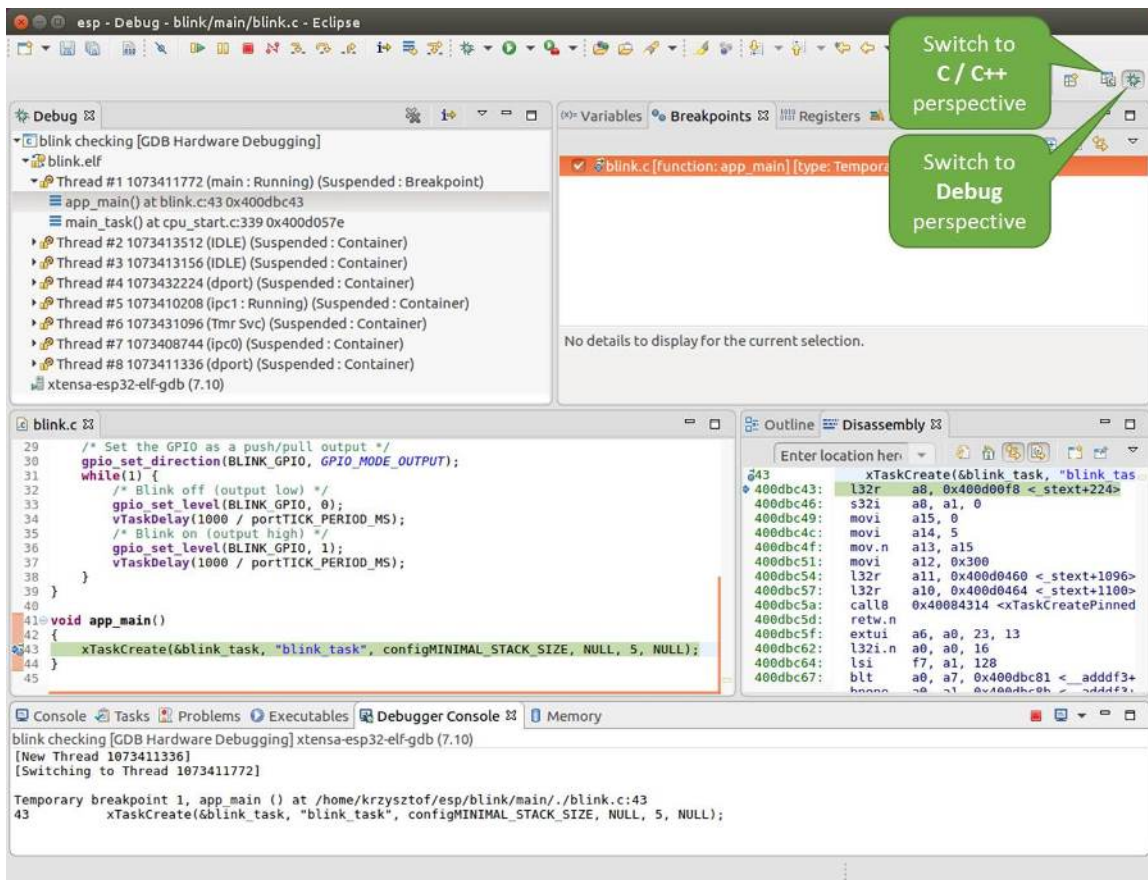 esp - Debug - blink/main/blink.c - Eclipse
Switch to
C / C++
perspective
Switch to
Debug
perspective
Debug
blink checking [GDB Hardware Debugging]
blink.elf
Thread #1 1073411772 (main : Running) (Suspended : Breakpoint)
app_main() at blink.c:43 0x400dbc43
main_task() at cpu_start.c:339 0x400d057e
Thread #2 1073413512 (IDLE) (Suspended : Container)
Thread #3 1073413156 (IDLE) (Suspended : Container)
Thread #4 1073432224 (dport) (Suspended : Container)
Thread #5 1073410208 (ipc1 : Running) (Suspended : Container)
Thread #6 1073431096 (Tmr Svc) (Suspended : Container)
Thread #7 1073408744 (ipc0) (Suspended : Container)
Thread #8 1073411336 (dport) (Suspended : Container)
xtensa-esp32-elf-gdb (7.10)
(x)= Variables Breakpoints Registers
blink.c [function: app_main] [type: Tempora
No details to display for the current selection.
blink.c
29 /* Set the GPIO as a push/pull output */
30 gpio_set_direction(BLINK_GPIO, GPIO_MODE_OUTPUT);
31 while(1) {
32 /* Blink off (output low) */
33 gpio_set_level(BLINK_GPIO, 0);
34 vTaskDelay(1000 / portTICK_PERIOD_MS);
35 /* Blink on (output high) */
36 gpio_set_level(BLINK_GPIO, 1);
37 vTaskDelay(1000 / portTICK_PERIOD_MS);
38 }
39 }
40
41 void app_main()
42 {
43 xTaskCreate(&blink_task, "blink_task", configMINIMAL_STACK_SIZE, NULL, 5, NULL);
44 }
45
Outline Disassembly
Enter location her
43 xTaskCreate(&blink_task, "blink_tas
400dbc43: l32r a8, 0x400d00f8 <_stext+224>
400dbc46: s32i a8, a1, 0
400dbc49: movi a15, 0
400dbc4c: movi a14, 5
400dbc4f: mov.n a13, a15
400dbc51: movi a12, 0x300
400dbc54: l32r a11, 0x400d0460 <_stext+1096>
400dbc57: l32r a10, 0x400d0464 <_stext+1100>
400dbc5a: call8 0x40084314 <xTaskCreatePinned
400dbc5d: retw.n
400dbc5f: extui a6, a0, 23, 13
400dbc62: l32i.n a0, a0, 16
400dbc64: lsi f7, a1, 128
400dbc67: blt a0, a7, 0x400dbc81 <__adddf3+
Console Tasks Problems Executables Debugger Console Memory
blink checking [GDB Hardware Debugging] xtensa-esp32-elf-gdb (7.10)
[New Thread 1073411336]
[Switching to Thread 1073411772]
Temporary breakpoint 1, app_main () at /home/krzysztof/esp/blink/main/./blink.c:43
43 xTaskCreate(&blink_task, "blink_task", configMINIMAL_STACK_SIZE, NULL, 5, NULL);